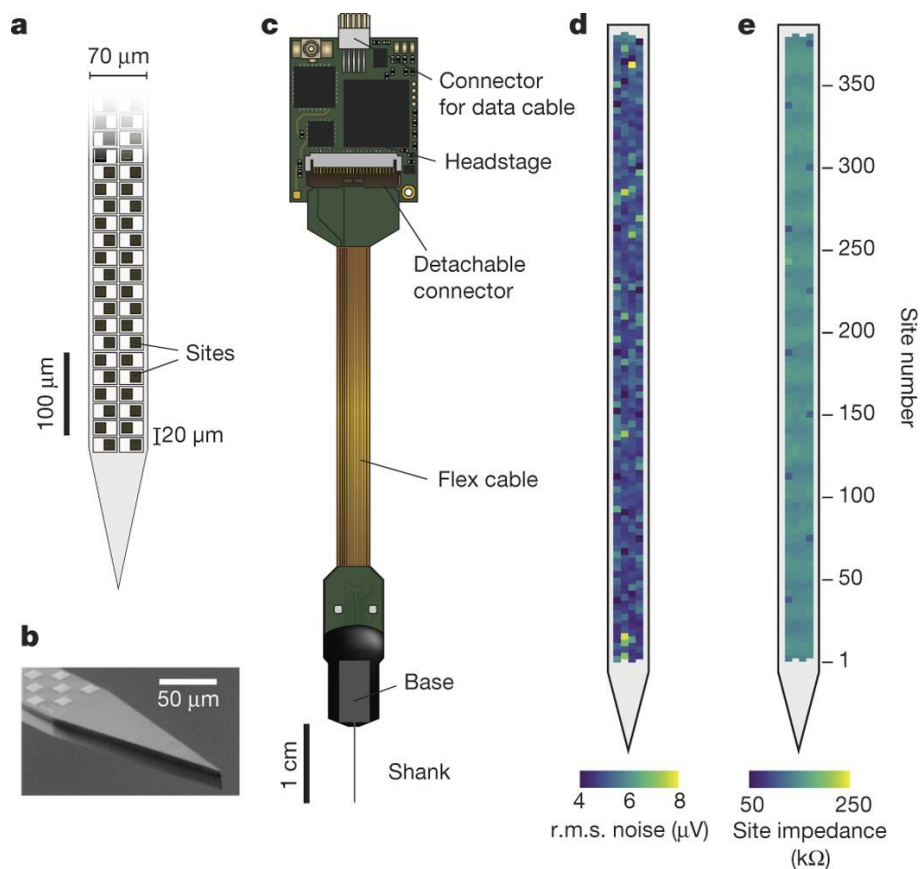 a
70 μm
Sites
100 μm
20 μm
b
50 μm
c
Connector
for data cable
Headstage
Detachable
connector
Flex cable
Base
1 cm
Shank
d
4 6 8
r.m.s. noise (μV)
e
350
300
250
200
150
100
50
1
Site number
50 250
Site impedance
(kΩ)